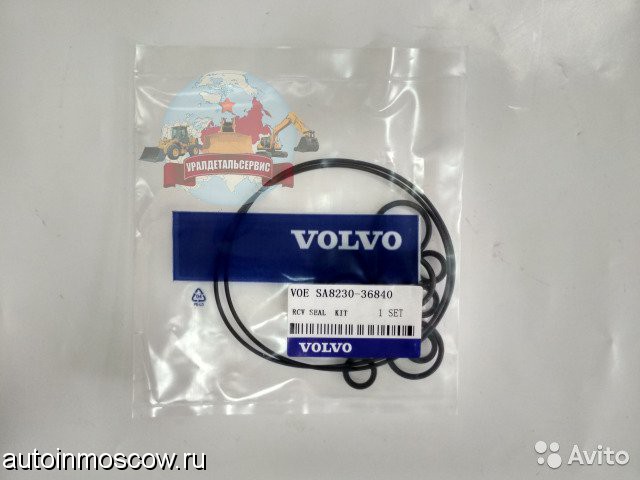 УРАЛДЕТАЛЬСЕРВИС
VOLVO
VOE SA8230-36840
RCV SEAL KIT 1 SET
VOLVO
autoinmoscow.ru
Avito